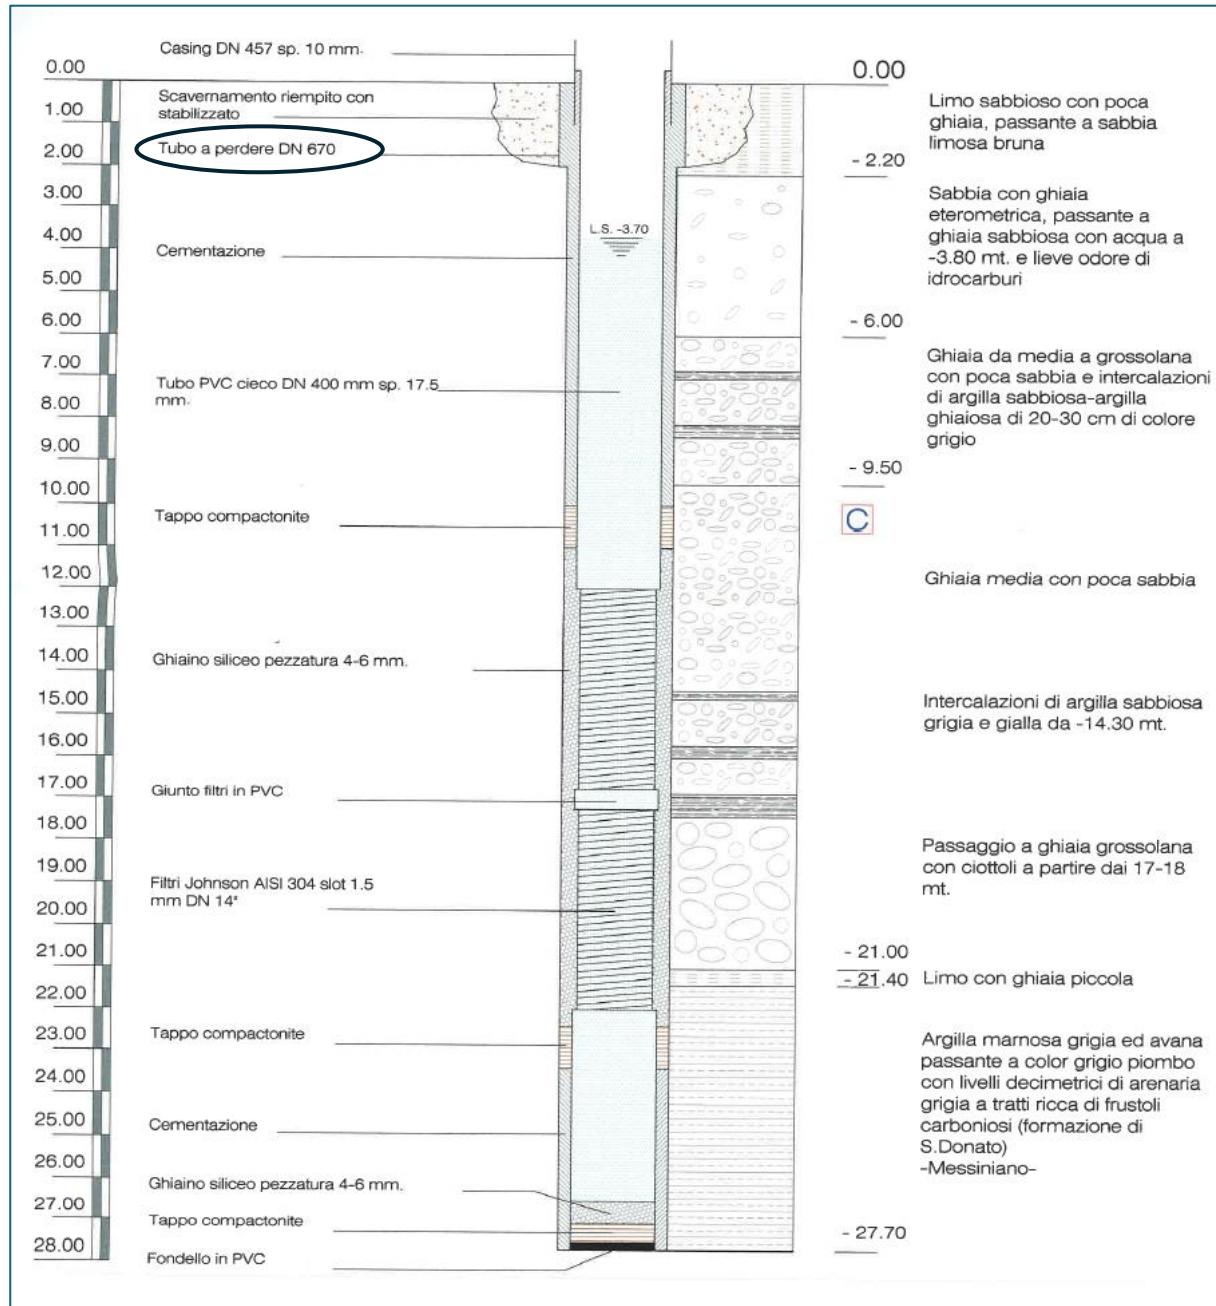 Casing DN 457 sp. 10 mm.
0.00
0.00
Scavernamento riempito con
stabilizzato
1.00
Tubo a perdere DN 670
2.00
Limo sabbioso con poca
ghiaia, passante a sabbia
limosa bruna
- 2.20
3.00
Sabbia con ghiaia
eterometrica, passante a
ghiaia sabbiosa con acqua a
-3.80 mt. e lieve odore di
idrocarburi
L.S. -3.70
4.00
Cementazione
5.00
6.00
- 6.00
7.00
Tubo PVC cieco DN 400 mm sp. 17.5
mm.
8.00
Ghiaia da media a grossolana
con poca sabbia e intercalazioni
di argilla sabbiosa-argilla
ghiaiosa di 20-30 cm di colore
grigio
9.00
- 9.50
10.00
Tappo compactonite
C
11.00
12.00
Ghiaia media con poca sabbia
13.00
14.00
Ghiaino siliceo pezzatura 4-6 mm.
15.00
Intercalazioni di argilla sabbiosa
grigia e gialla da -14.30 mt.
16.00
17.00
Giunto filtri in PVC
18.00
19.00
Passaggio a ghiaia grossolana
con ciottoli a partire dai 17-18
mt.
Filtri Johnson AISI 304 slot 1.5
mm DN 14"
20.00
21.00
- 21.00
- 21.40
Limo con ghiaia piccola
22.00
23.00
Tappo compactonite
24.00
Argilla marnosa grigia ed avana
passante a color grigio piombo
con livelli decimetrici di arenaria
grigia a tratti ricca di frustoli
carboniosi (formazione di
S.Donato)
-Messiniano-
25.00
Cementazione
26.00
Ghiaino siliceo pezzatura 4-6 mm.
27.00
Tappo compactonite
- 27.70
28.00
Fondello in PVC